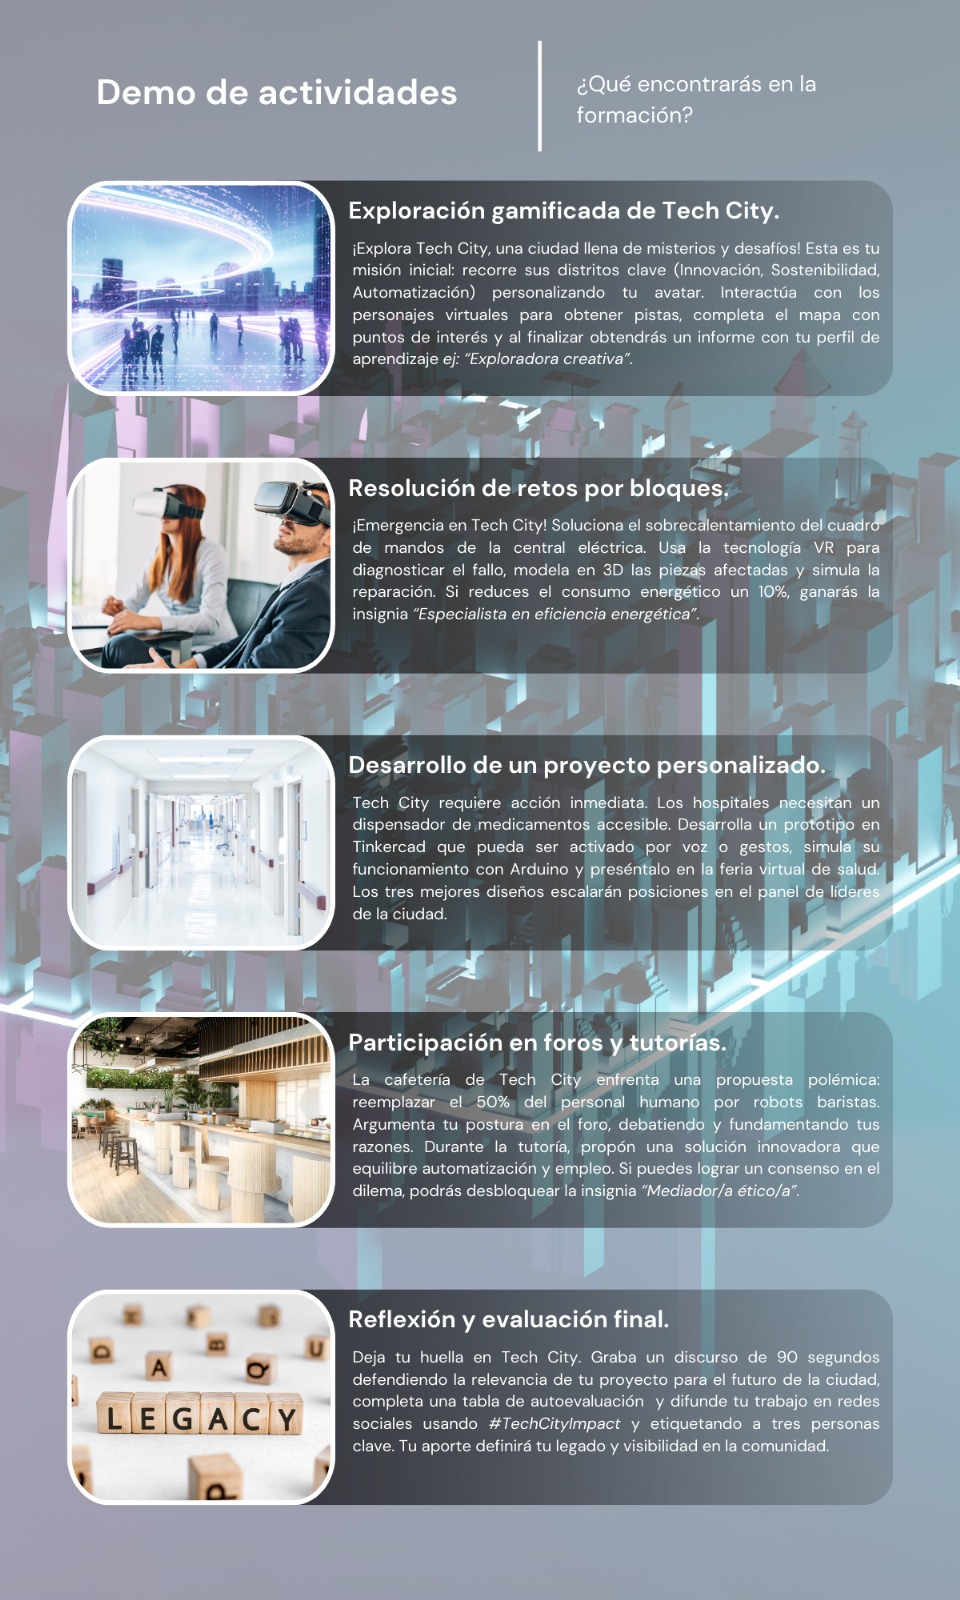 Demo de actividades
¿Qué encontrarás en la
formación?
Exploración gamificada de Tech City.
¡Explora Tech City, una ciudad llena de misterios y desafíos! Esta es tu
misión inicial: recorre sus distritos clave (Innovación, Sostenibilidad,
Automatización) personalizando tu avatar. Interactúa con los
personajes virtuales para obtener pistas, completa el mapa con
puntos de interés y al finalizar obtendrás un informe con tu perfil de
aprendizaje ej: “Exploradora creativa”.
Resolución de retos por bloques.
¡Emergencia en Tech City! Soluciona el sobrecalentamiento del cuadro
de mandos de la central eléctrica. Usa la tecnología VR para
diagnosticar el fallo, modela en 3D las piezas afectadas y simula la
reparación. Si reduces el consumo energético un 10%, ganarás la
insignia “Especialista en eficiencia energética”.
Desarrollo de un proyecto personalizado.
Tech City requiere acción inmediata. Los hospitales necesitan un
dispensador de medicamentos accesible. Desarrolla un prototipo en
Tinkercad que pueda ser activado por voz o gestos, simula su
funcionamiento con Arduino y preséntalo en la feria virtual de salud.
Los tres mejores diseños escalarán posiciones en el panel de líderes
de la ciudad.
Participación en foros y tutorías.
La cafetería de Tech City enfrenta una propuesta polémica:
reemplazar el 50% del personal humano por robots baristas.
Argumenta tu postura en el foro, debatiendo y fundamentando tus
razones. Durante la tutoría, propón una solución innovadora que
equilibre automatización y empleo. Si puedes lograr un consenso en el
dilema, podrás desbloquear la insignia “Mediador/a ético/a”.
Reflexión y evaluación final.
Deja tu huella en Tech City. Graba un discurso de 90 segundos
defendiendo la relevancia de tu proyecto para el futuro de la ciudad,
completa una tabla de autoevaluación y difunde tu trabajo en redes
sociales usando #TechCityImpact y etiquetando a tres personas
clave. Tu aporte definirá tu legado y visibilidad en la comunidad.
D
A
B
Q
U
LEGACY
P